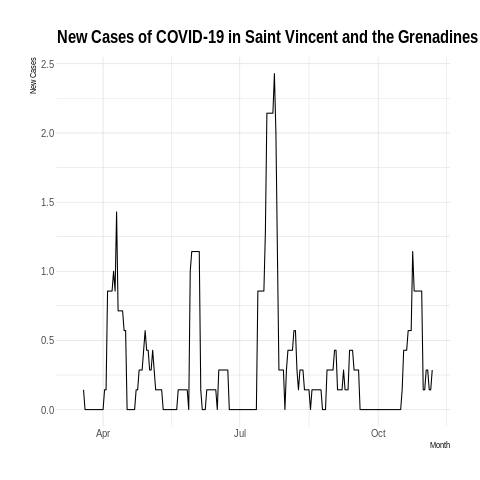 New Cases of COVID-19 in Saint Vincent and the Grenadines
New Cases
2.5
2.0
1.5
1.0
0.5
0.0
Apr Jul Oct
Month